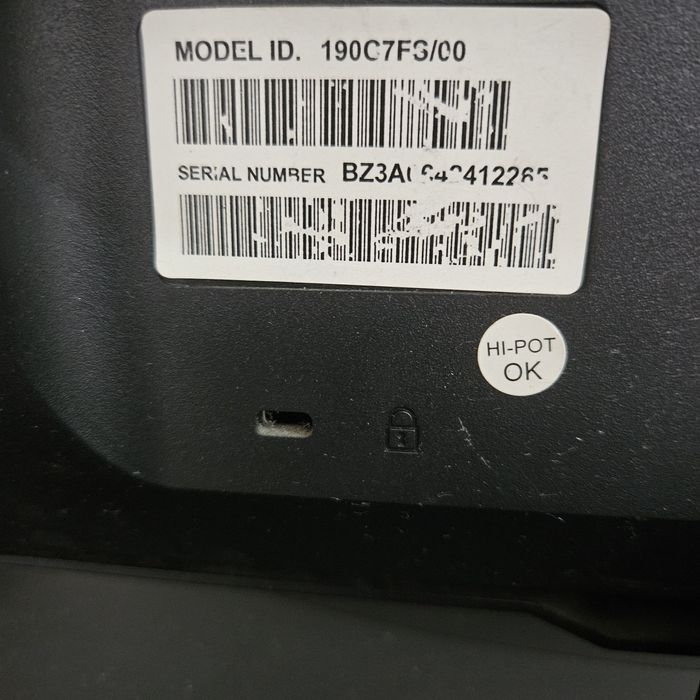 MODEL ID. 190C7FS/00
SERIAL NUMBER
HI-POT
OK